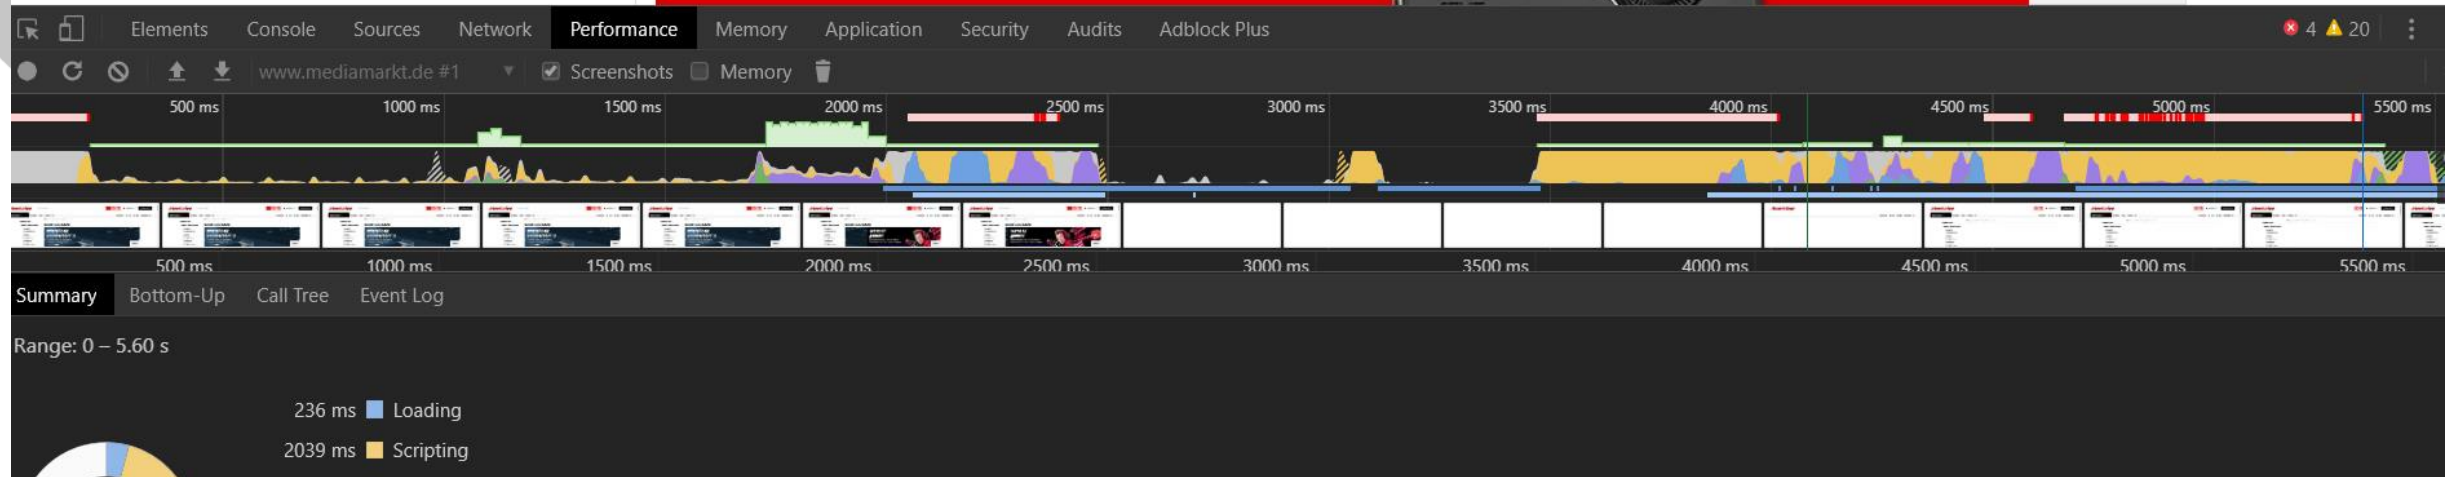 Elements Console Sources Network Performance Memory Application Security Audits Adblock Plus 4 20
www.mediamarkt.de #1 Screenshots Memory
500 ms 1000 ms 1500 ms 2000 ms 2500 ms 3000 ms 3500 ms 4000 ms 4500 ms 5000 ms 5500 ms
500 ms 1000 ms 1500 ms 2000 ms 2500 ms 3000 ms 3500 ms 4000 ms 4500 ms 5000 ms 5500 ms
Summary Bottom-Up Call Tree Event Log
Range: 0 – 5.60 s
236 ms Loading
2039 ms Scripting